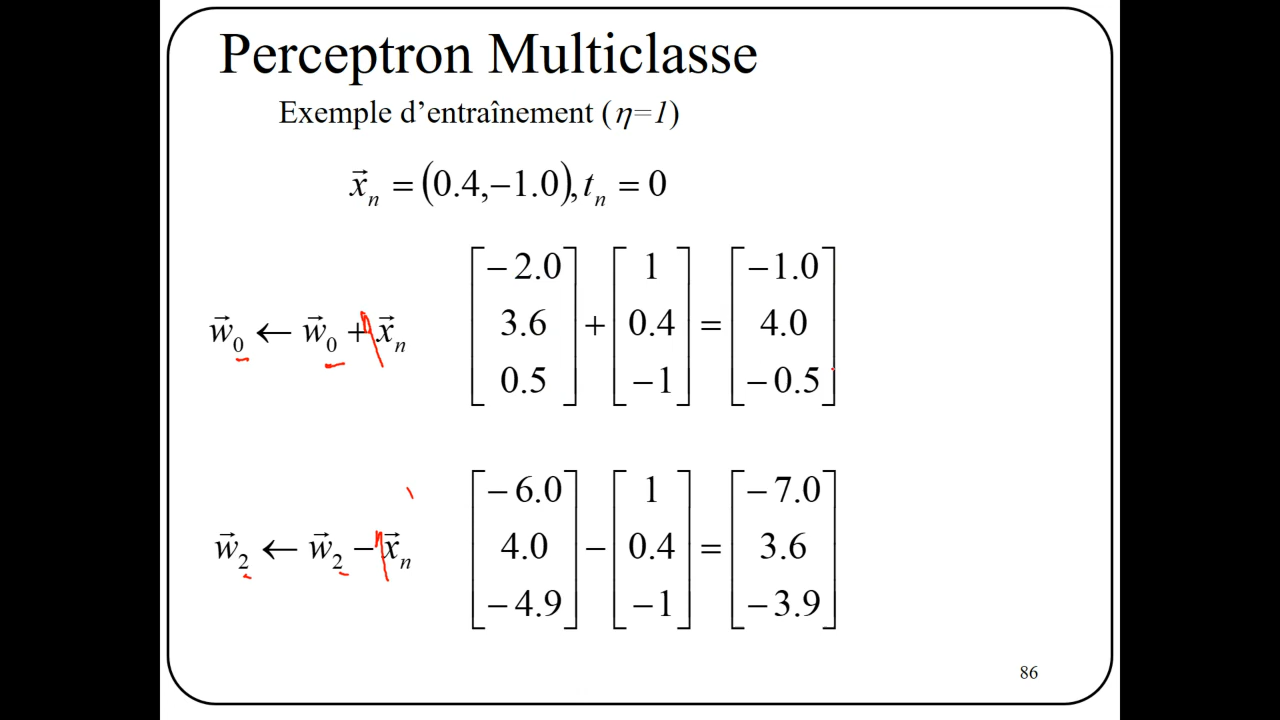 Perceptron Multiclasse
Exemple d'entraînement (η=1)
x⃗ₙ = (0.4,−1.0), tₙ = 0
w⃗₀ ← w⃗₀ + η x⃗ₙ
[−2.0 3.6 0.5] + [1 0.4 −1] = [−1.0 4.0 −0.5]
w⃗₂ ← w⃗₂ − η x⃗ₙ
[−6.0 4.0 −4.9] − [1 0.4 −1] = [−7.0 3.6 −3.9]
86